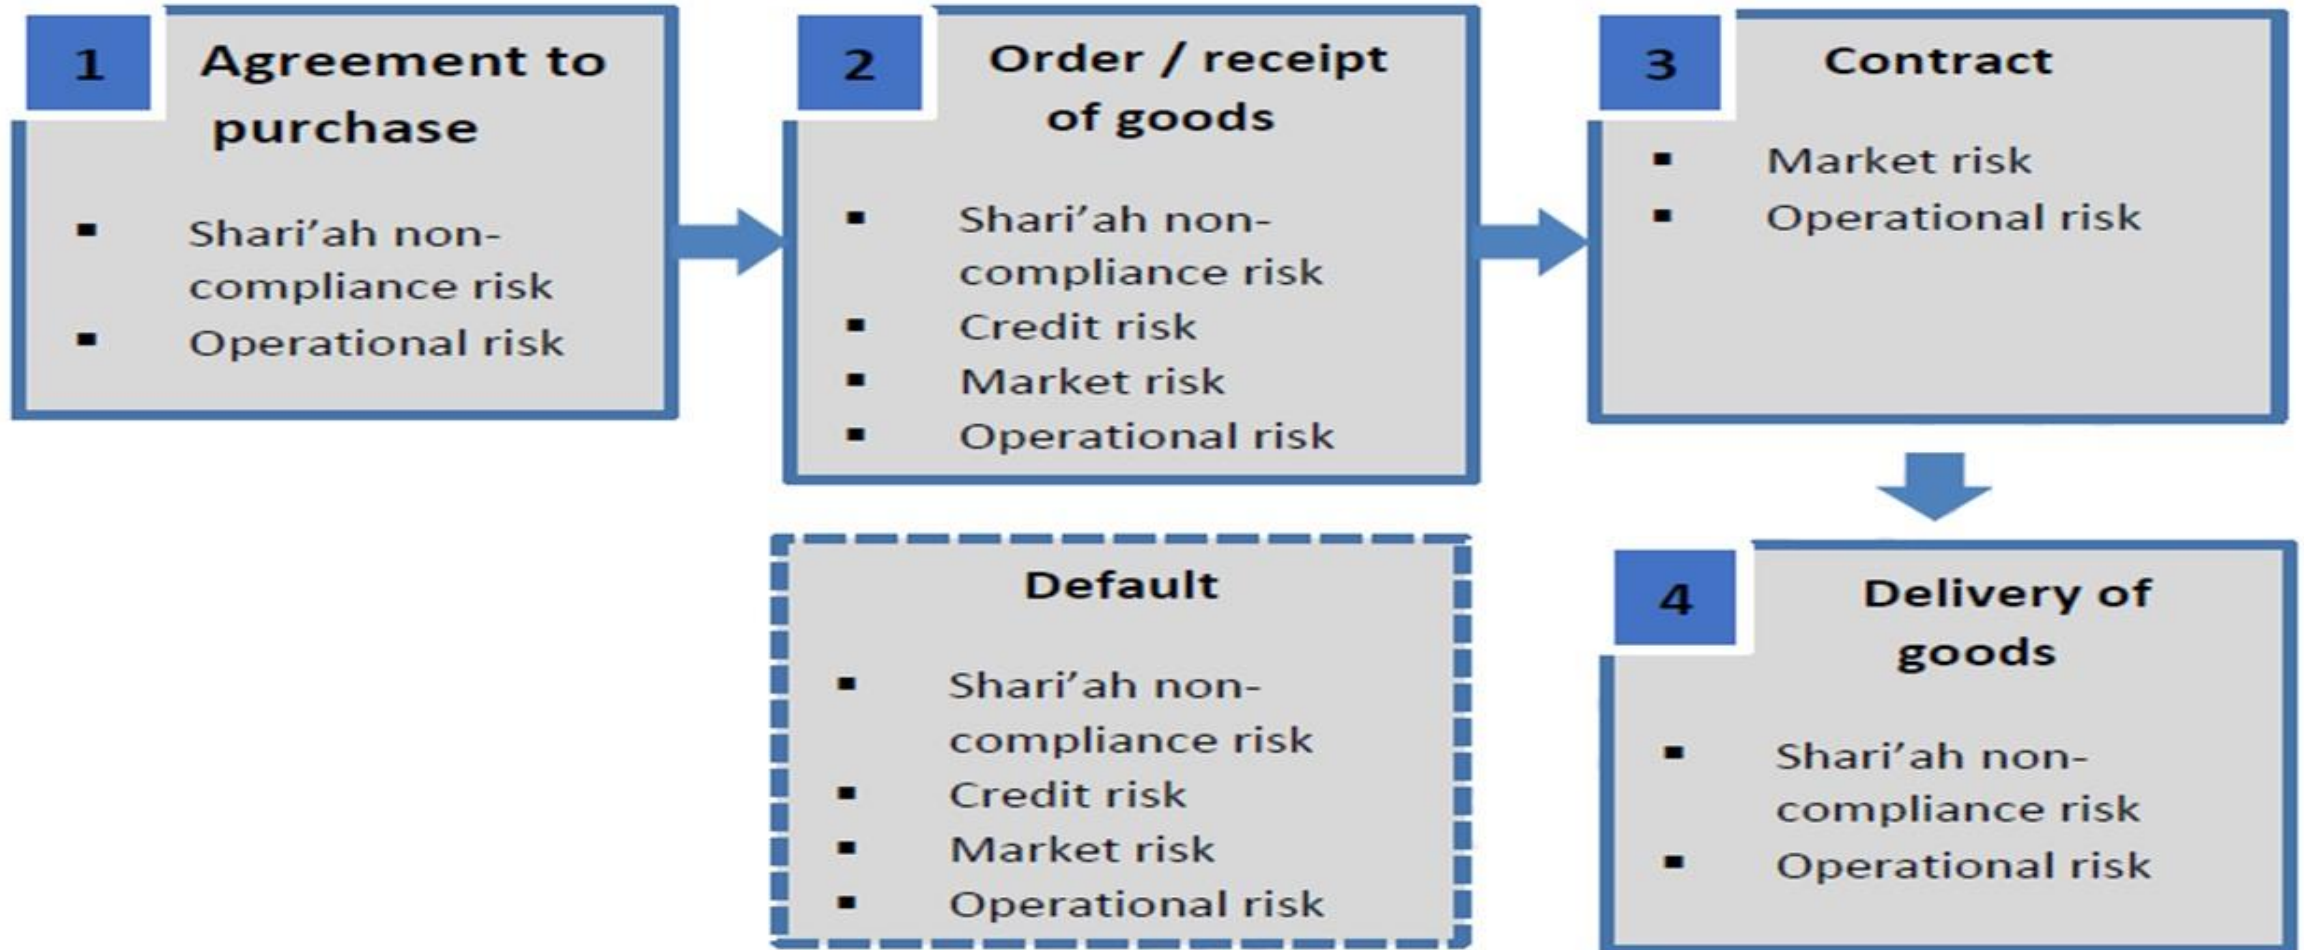 1
Agreement to
purchase
▪ Shari’ah non-
compliance risk
▪ Operational risk
2
Order / receipt
of goods
▪ Shari’ah non-
compliance risk
▪ Credit risk
▪ Market risk
▪ Operational risk
3
Contract
▪ Market risk
▪ Operational risk
4
Delivery of
goods
▪ Shari’ah non-
compliance risk
▪ Operational risk
Default
▪ Shari’ah non-
compliance risk
▪ Credit risk
▪ Market risk
▪ Operational risk